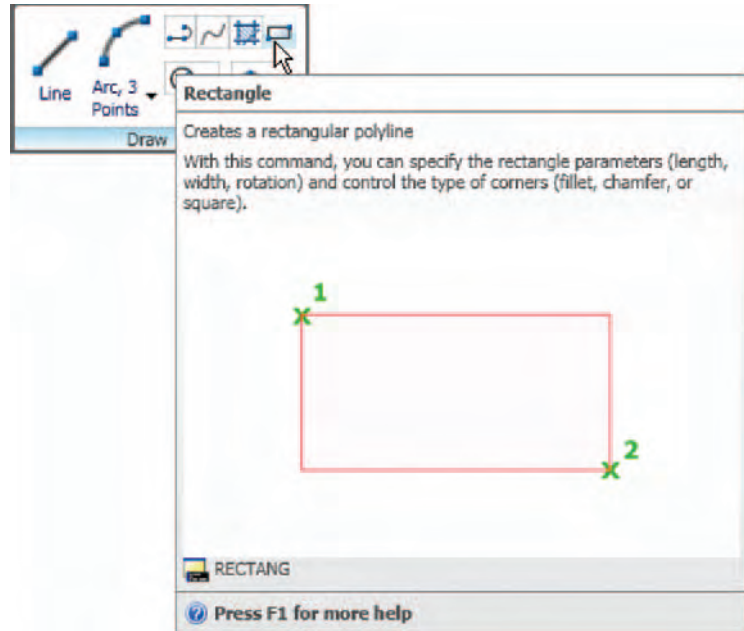 Line
Arc, 3
Points
Draw
Rectangle
Creates a rectangular polyline
With this command, you can specify the rectangle parameters (length,
width, rotation) and control the type of corners (fillet, chamfer, or
square).
1
2
RECTANG
Press F1 for more help